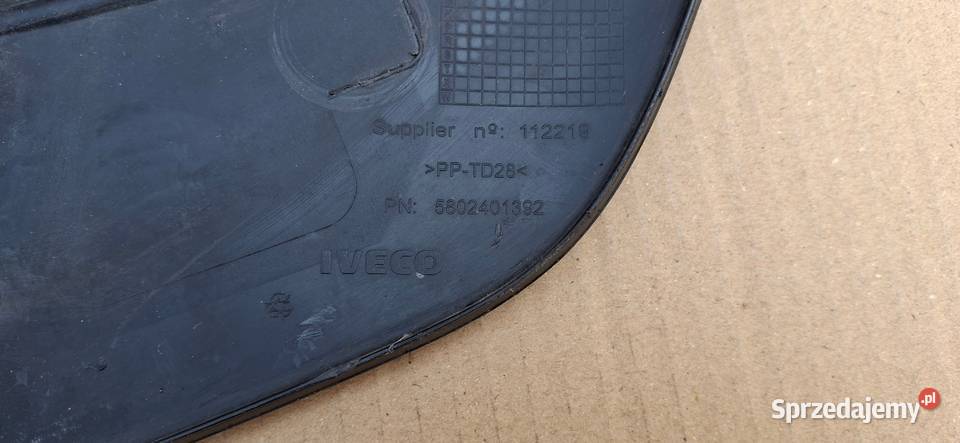 Supplier nº: 112219
>PP-TD28<
PN: 5802401392
IVECO
Sprzedajemy.pl